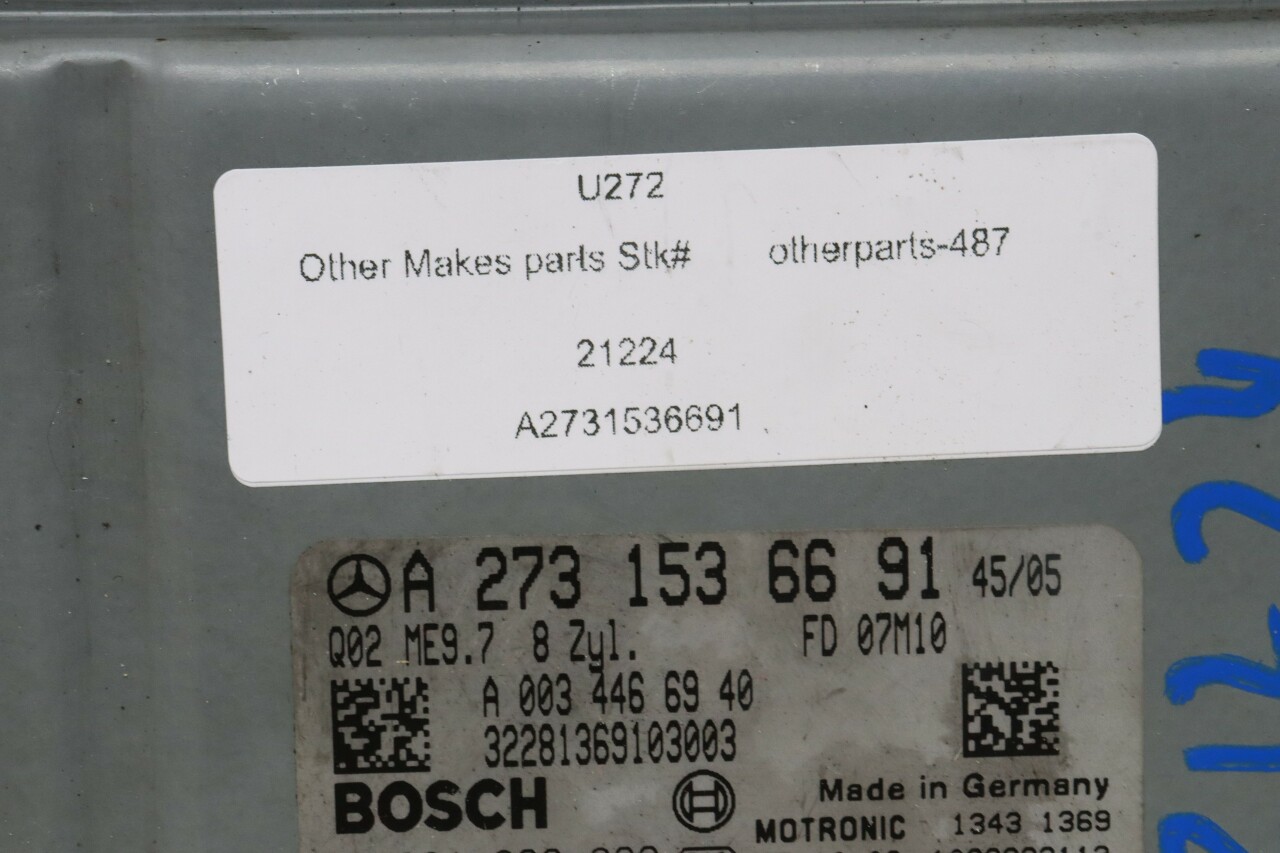 U272
Other Makes parts Stk# otherparts-487
21224
A2731536691
A 273 153 66 91 45/05
Q02 ME9.7 8 Zyl. FD 07M10
A 003 446 69 40
32281369103003
BOSCH
Made in Germany
MOTRONIC 1343 1369
21224